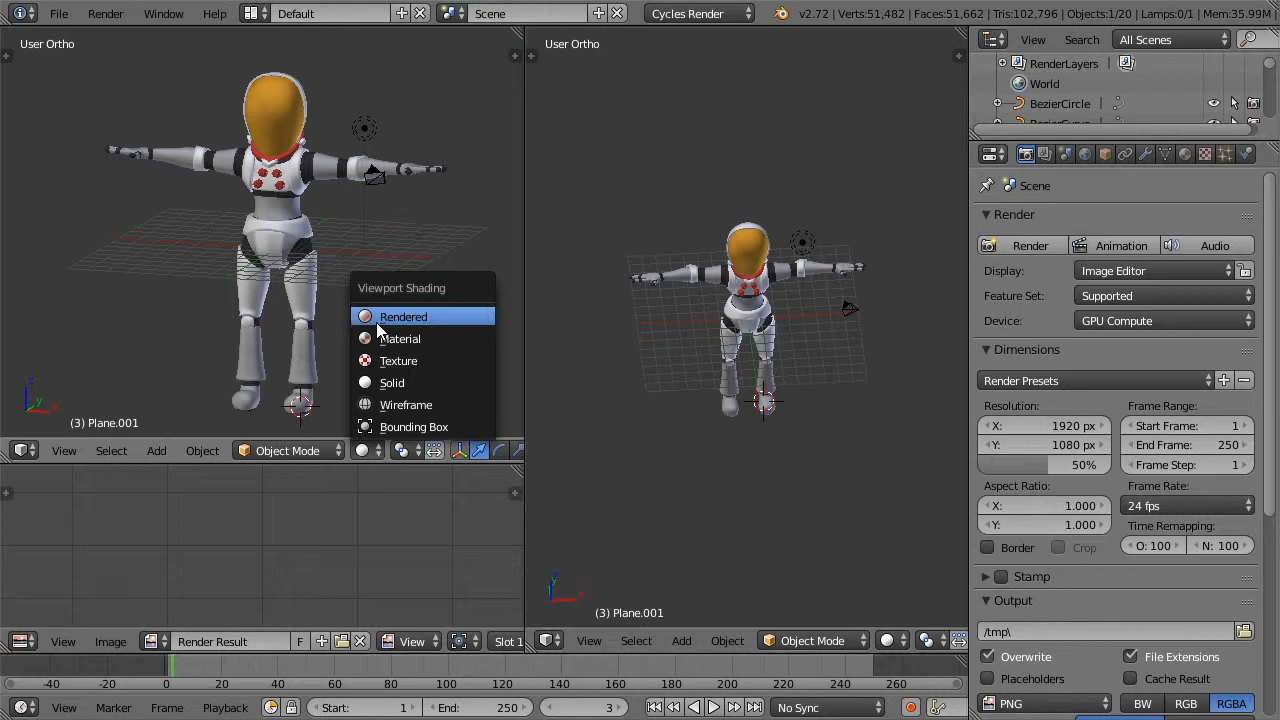 File Render Window Help Default Scene Cycles Render v2.72 | Verts:51,482 | Faces:51,662 | Tris:102,796 | Objects:1/20 | Lamps:0/1 | Mem:35.99M
User Ortho
(3) Plane.001
Viewport Shading
Rendered
Material
Texture
Solid
Wireframe
Bounding Box
View Select Add Object Object Mode
View Image Render Result F View Slot 1
User Ortho
(3) Plane.001
View Select Add Object Object Mode
View Search All Scenes
RenderLayers
World
BezierCircle
Scene
Render
Render Animation Audio
Display: Image Editor
Feature Set: Supported
Device: GPU Compute
Dimensions
Render Presets
Resolution: Frame Range:
X: 1920 px Start Frame: 1
Y: 1080 px End Frame: 250
50% Frame Step: 1
Aspect Ratio: Frame Rate:
X: 1.000 24 fps
Y: 1.000 Time Remapping:
Border Crop O: 100 N: 100
Stamp
Output
/tmp\
Overwrite File Extensions
Placeholders Cache Result
PNG BW RGB RGBA
-40 -20 0 20 40 60 80 100 120 140 160 180 200 220 240 260
View Marker Frame Playback Start: 1 End: 250 3 No Sync